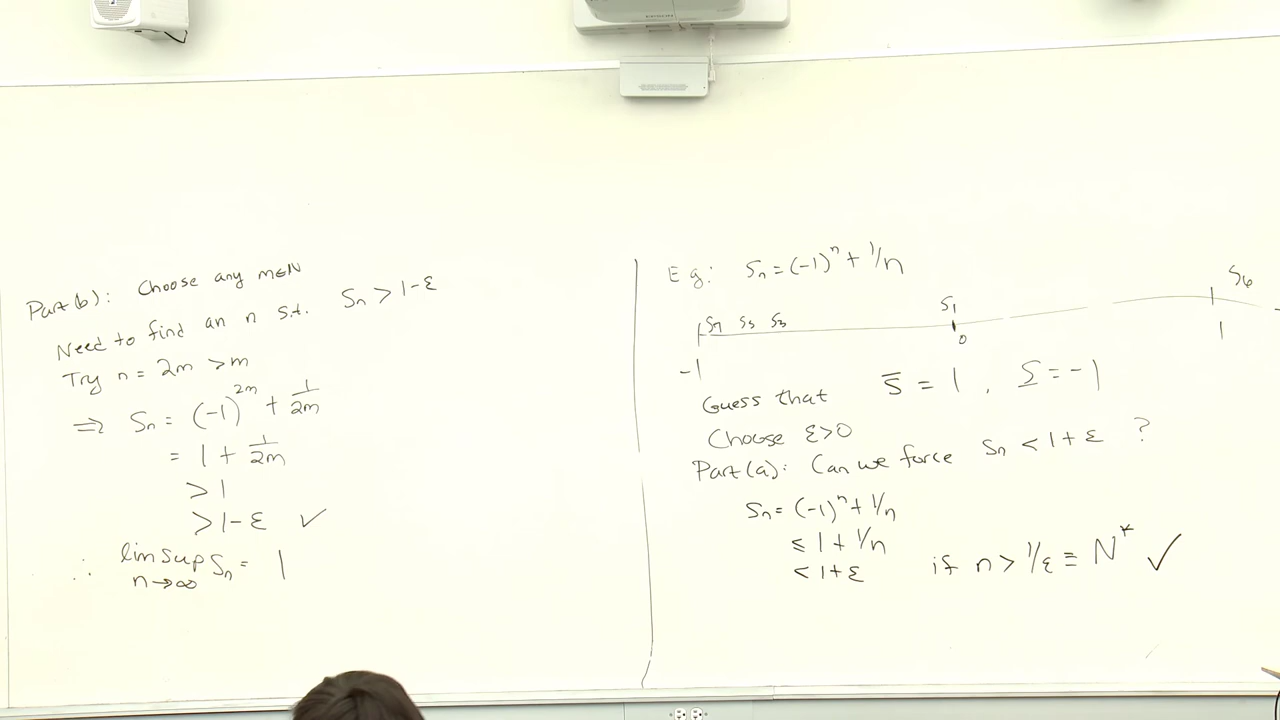 Part(b): Choose any m∈N
Need to find an n s.t. Sn > 1-ε
Try n = 2m > m
⇒ Sn = (-1)^2m + 1/2m
= 1 + 1/2m
> 1
> 1-ε ✓
∴ lim sup Sn = 1
n→∞
Eg: Sn = (-1)^n + 1/n
S7 S5 S3 S1 S6
-1 0 1
Guess that S̄ = 1, S̲ = -1
Choose ε>0
Part(a): Can we force Sn < 1+ε ?
Sn = (-1)^n + 1/n
≤ 1 + 1/n
< 1+ε if n > 1/ε ≡ N* ✓